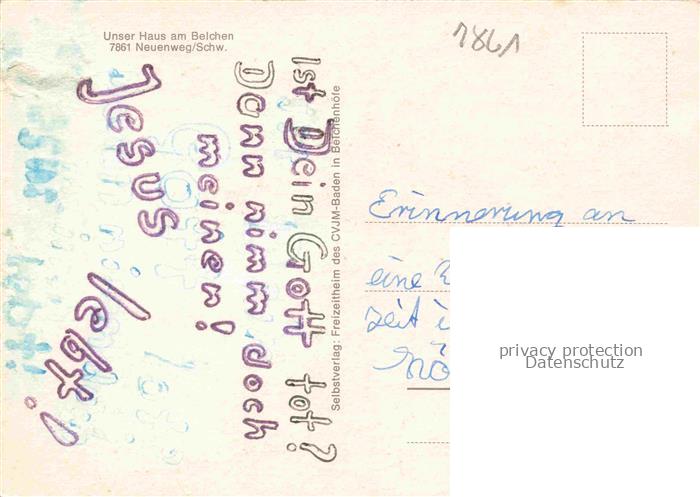 Unser Haus am Belchen
7861 Neuenweg/Schw.
7861
Ist Dein Gott tot?
Dann nimm doch
meinen!
Jesus lebt!
Selbstverlag: Freizeitheim des CVJM-Baden in Belchenhöfe
Erinnerung an
eine
Zeit
privacy protection
Datenschutz